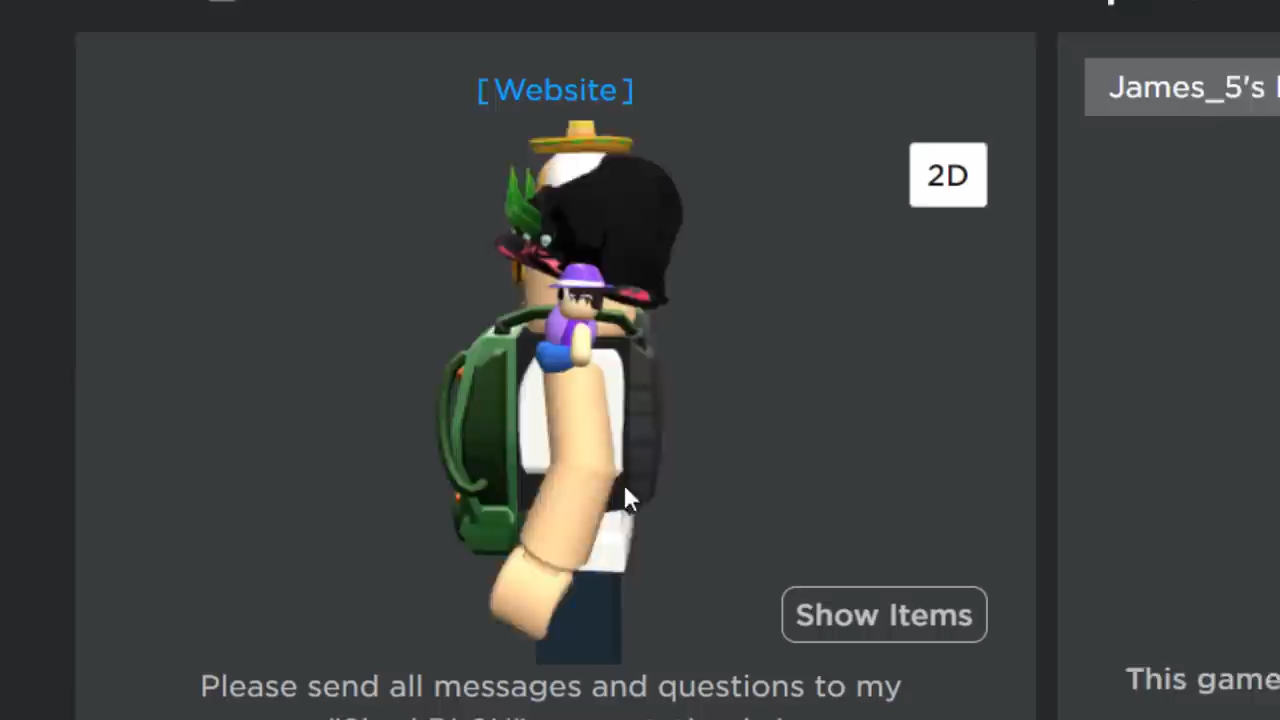 [Website]
James_5's
2D
Show Items
Please send all messages and questions to my
This game